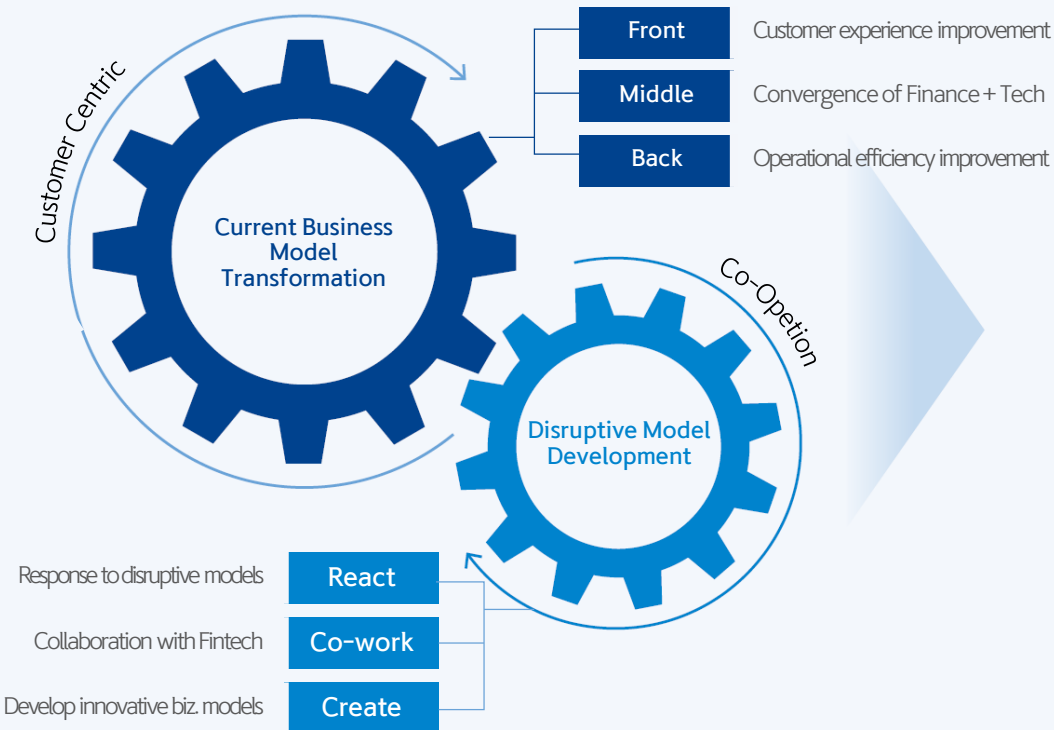 Front
Customer experience improvement
Middle
Convergence of Finance + Tech
Back
Operational efficiency improvement
Customer Centric
Current Business
Model
Transformation
Co-Opetion
Disruptive Model
Development
Response to disruptive models
React
Collaboration with Fintech
Co-work
Develop innovative biz. models
Create